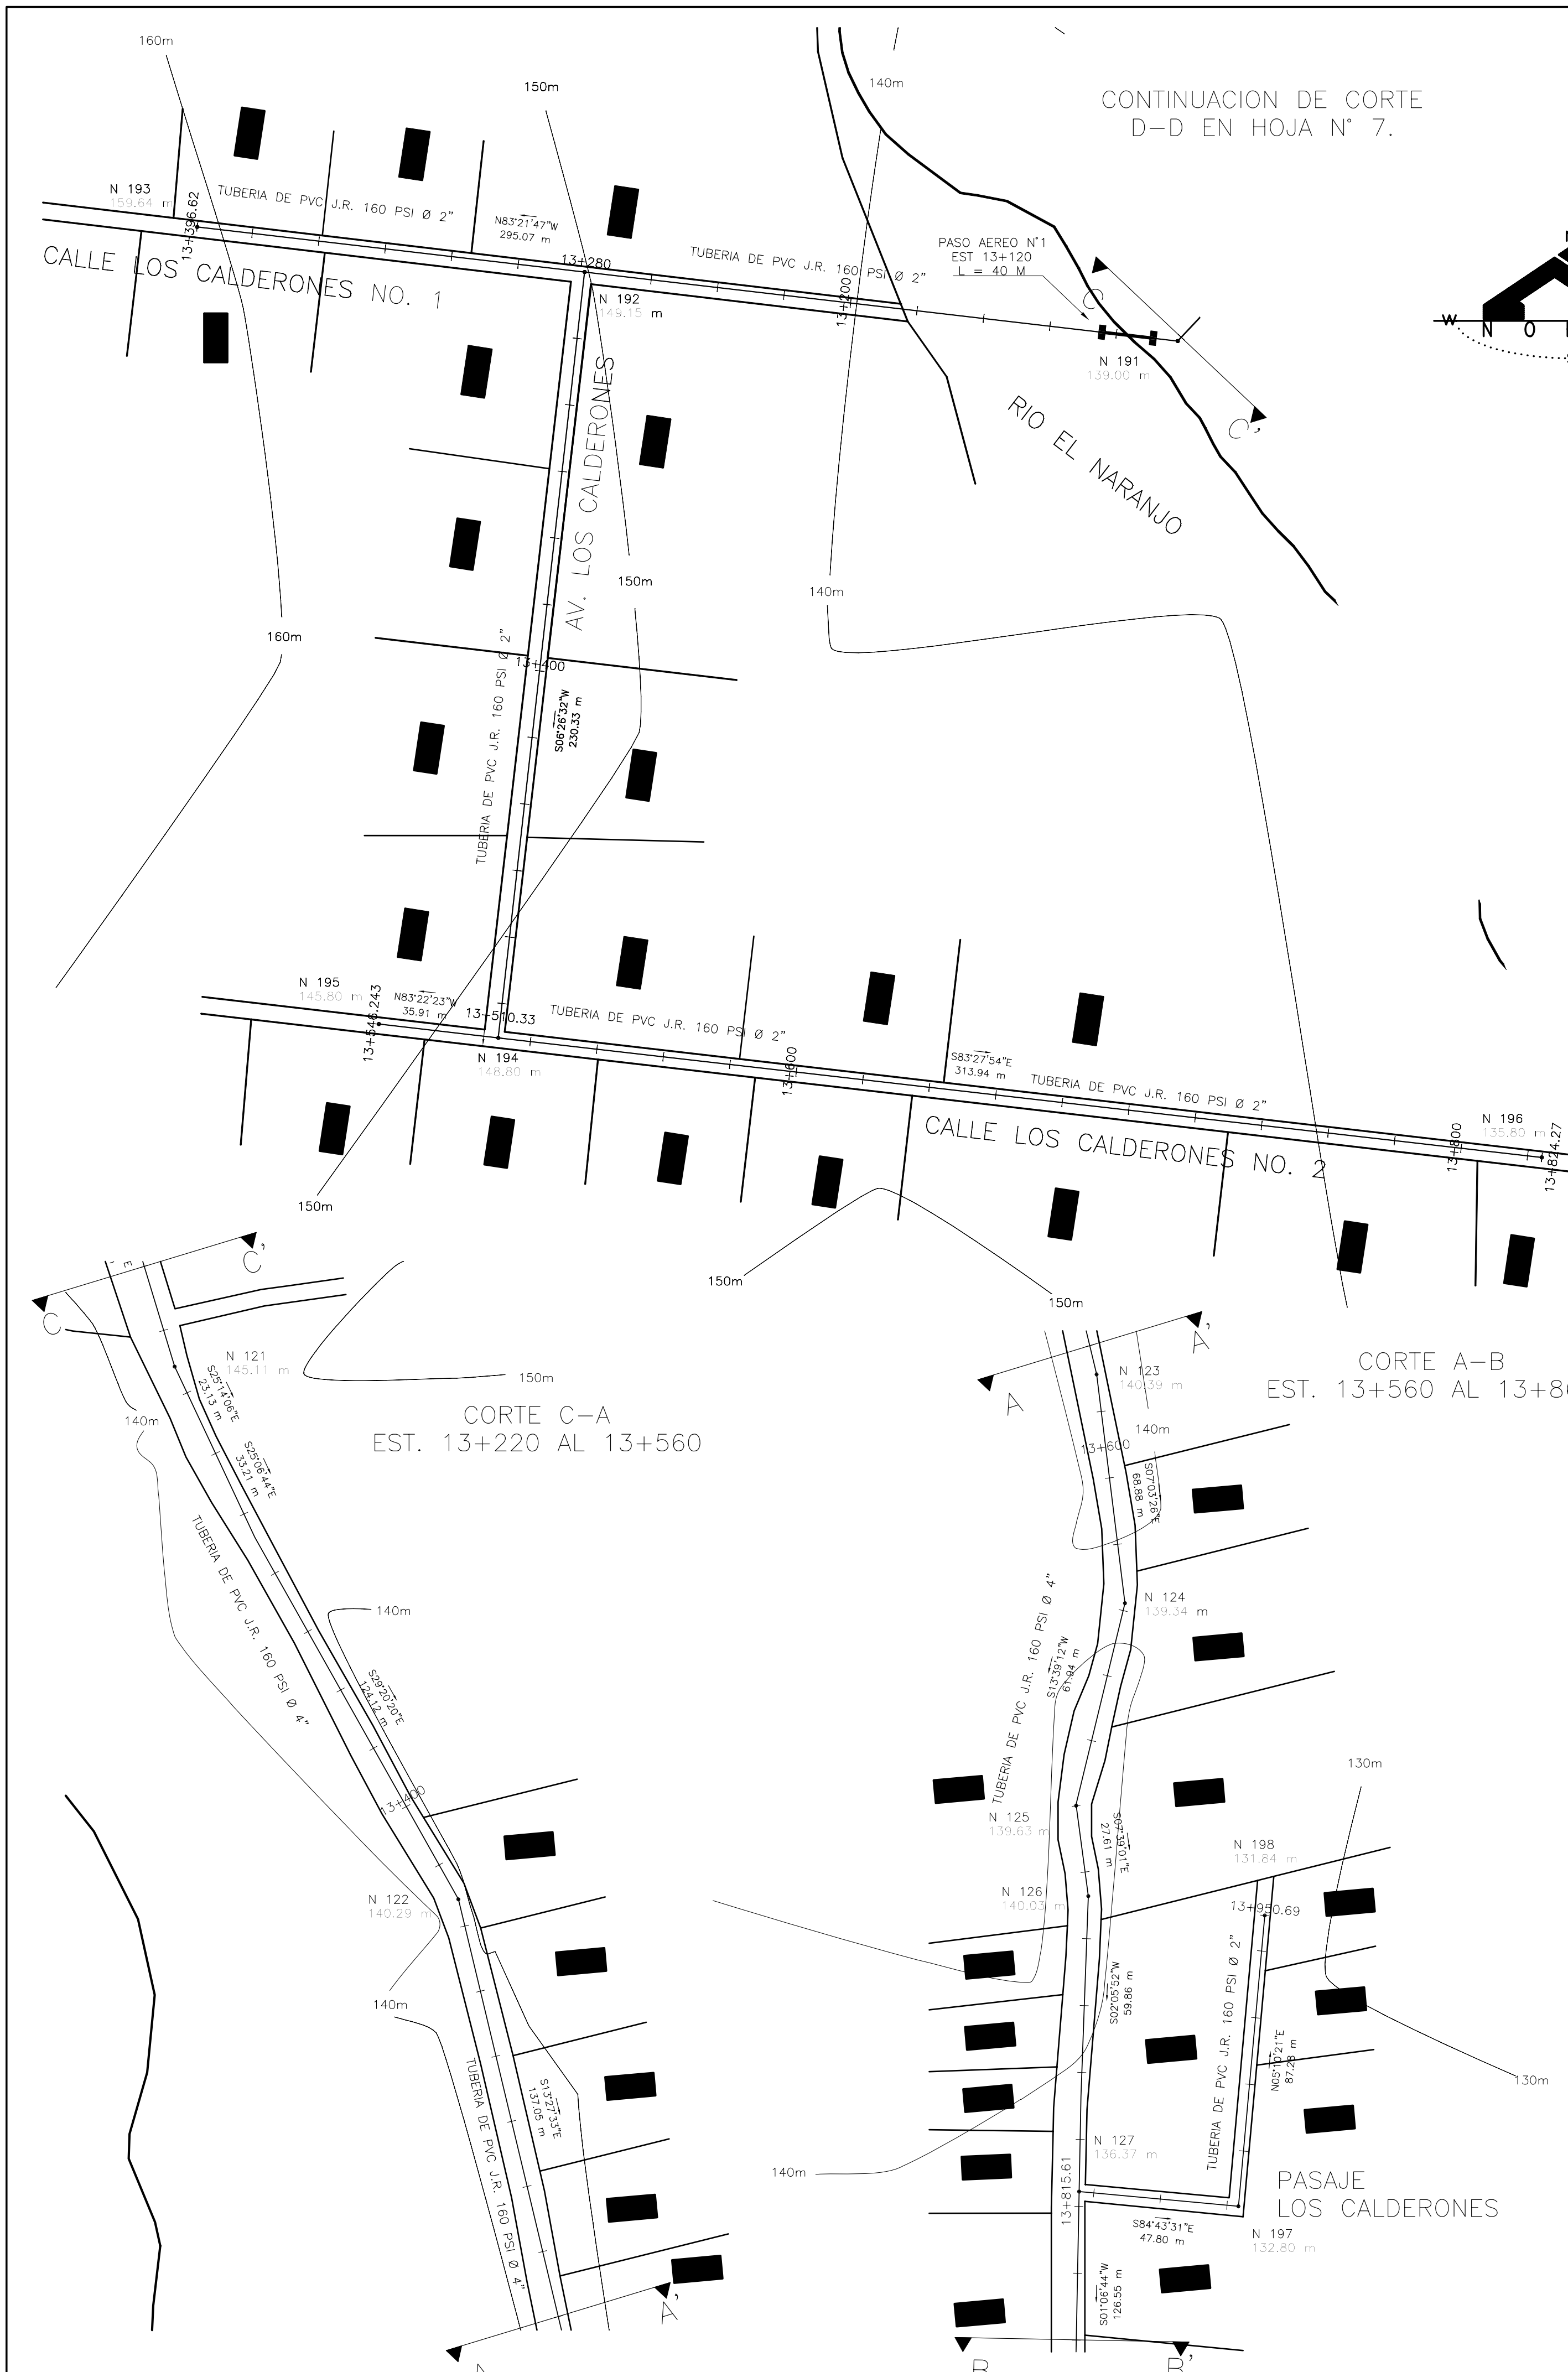 160m
150m
140m
CONTINUACION DE CORTE
D-D EN HOJA N° 7.
N 193
159.64 m
13+396.62
TUBERIA DE PVC J.R. 160 PSI Ø 2"
N83°21'47"W
295.07 m
13+280
TUBERIA DE PVC J.R. 160 PSI Ø 2"
13+200
PASO AEREO N°1
EST 13+120
L = 40 M
C
C'
N 191
139.00 m
W N O
CALLE LOS CALDERONES NO. 1
N 192
149.15 m
AV. LOS CALDERONES
RIO EL NARANJO
150m
140m
160m
TUBERIA DE PVC J.R. 160 PSI Ø 2"
13+400
S06°26'32"W
230.33 m
N 195
145.80 m
13+546.243
N83°22'23"W
35.91 m
13+510.33
TUBERIA DE PVC J.R. 160 PSI Ø 2"
N 194
148.80 m
13+600
S83°27'54"E
313.94 m
TUBERIA DE PVC J.R. 160 PSI Ø 2"
CALLE LOS CALDERONES NO. 2
13+800
N 196
135.80 m
13+824.27
150m
150m
150m
C
C'
E
N 121
145.11 m
S25°14'06"E
23.13 m
150m
140m
CORTE C-A
EST. 13+220 AL 13+560
S25°06'44"E
33.21 m
TUBERIA DE PVC J.R. 160 PSI Ø 4"
140m
S29°20'20"E
124.12 m
13+400
N 122
140.29 m
140m
TUBERIA DE PVC J.R. 160 PSI Ø 4"
S13°27'33"E
137.05 m
A'
A
A'
N 123
140.39 m
CORTE A-B
EST. 13+560 AL
140m
13+600
S07°03'26"E
68.88 m
N 124
139.34 m
TUBERIA DE PVC J.R. 160 PSI Ø 4"
S13°39'12"W
61.94 m
N 125
139.63 m
S07°39'01"E
27.61 m
130m
N 198
131.84 m
N 126
140.03 m
13+950.69
S02°05'52"W
59.86 m
TUBERIA DE PVC J.R. 160 PSI Ø 2"
N05°10'21"E
87.28 m
130m
N 127
136.37 m
140m
13+815.61
PASAJE
LOS CALDERONES
S84°43'31"E
47.80 m
N 197
132.80 m
S01°06'44"W
126.55 m
B
B'